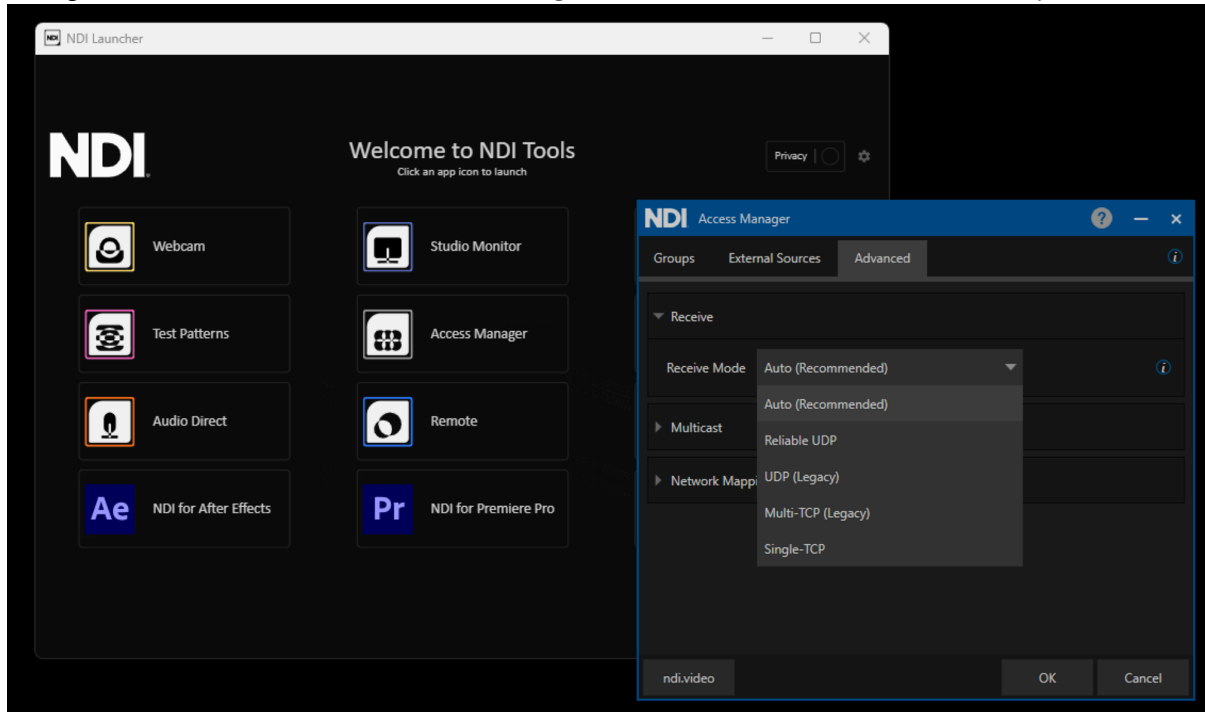 NDI Launcher
NDI
Welcome to NDI Tools
Click an app icon to launch
Privacy
Webcam
Studio Monitor
Test Patterns
Access Manager
Audio Direct
Remote
Ae
NDI for After Effects
Pr
NDI for Premiere Pro
NDI Access Manager
Groups
External Sources
Advanced
Receive
Receive Mode
Auto (Recommended)
Auto (Recommended)
Multicast
Reliable UDP
Network Mappi
UDP (Legacy)
Multi-TCP (Legacy)
Single-TCP
ndi.video
OK
Cancel